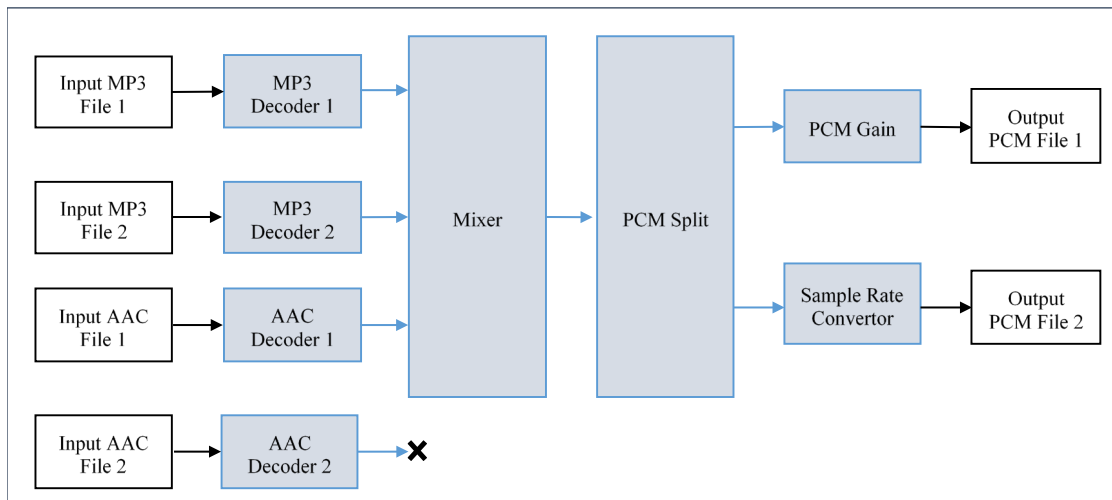 Input MP3
File 1
MP3
Decoder 1
Input MP3
File 2
MP3
Decoder 2
Input AAC
File 1
AAC
Decoder 1
Input AAC
File 2
AAC
Decoder 2
Mixer
PCM Split
PCM Gain
Output
PCM File 1
Sample Rate
Convertor
Output
PCM File 2